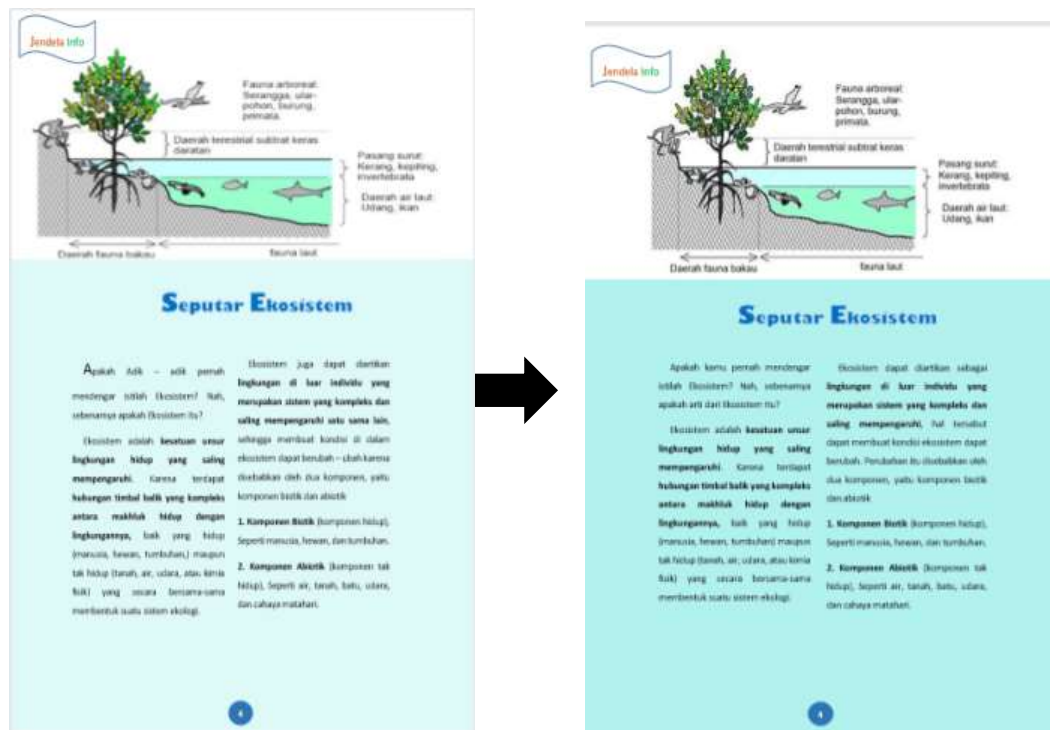 Jendela Info
Fauna arboreal:
Serangga, ular-
pohon, burung,
primata.
Daerah terestrial subtrat keras
daratan
Pasang surut:
Kerang, kepiting,
invertebrata
Daerah air laut:
Udang, ikan
Daerah fauna bakau
fauna laut
Seputar Ekosistem
Apakah Adik – adik pernah
mendengar istilah Ekosistem? Nah,
sebenarnya apakah Ekosistem itu?
Ekosistem adalah kesatuan unsur
lingkungan hidup yang saling
mempengaruhi. Karena terdapat
hubungan timbal balik yang kompleks
antara makhluk hidup dengan
lingkungannya, baik yang hidup
(manusia, hewan, tumbuhan,) maupun
tak hidup (tanah, air, udara, atau kimia
fisik) yang secara bersama-sama
membentuk suatu sistem ekologi.
Ekosistem juga dapat diartikan
lingkungan di luar individu yang
merupakan sistem yang kompleks dan
saling mempengaruhi satu sama lain,
sehingga membuat kondisi di dalam
ekosistem dapat berubah – ubah karena
disebabkan oleh dua komponen, yaitu
komponen biotik dan abiotik
1. Komponen Biotik (komponen hidup),
Seperti manusia, hewan, dan tumbuhan.
2. Komponen Abiotik (komponen tak
hidup), Seperti air, tanah, batu, udara,
dan cahaya matahari.
4
Jendela Info
Fauna arboreal:
Serangga, ular-
pohon, burung,
primata.
Daerah terestrial subtrat keras
daratan
Pasang surut:
Kerang, kepiting,
invertebrata
Daerah air laut:
Udang, ikan
Daerah fauna bakau
fauna laut
Seputar Ekosistem
Apakah kamu pernah mendengar
istilah Ekosistem? Nah, sebenarnya
apakah arti dari Ekosistem itu?
Ekosistem adalah kesatuan unsur
lingkungan hidup yang saling
mempengaruhi. Karena terdapat
hubungan timbal balik yang kompleks
antara makhluk hidup dengan
lingkungannya, baik yang hidup
(manusia, hewan, tumbuhan) maupun
tak hidup (tanah, air, udara, atau kimia
fisik) yang secara bersama-sama
membentuk suatu sistem ekologi.
Ekosistem dapat diartikan sebagai
lingkungan di luar individu yang
merupakan sistem yang kompleks dan
saling mempengaruhi, hal tersebut
dapat membuat kondisi ekosistem dapat
berubah. Perubahan itu disebabkan oleh
dua komponen, yaitu komponen biotik
dan abiotik
1. Komponen Biotik (komponen hidup),
Seperti manusia, hewan, dan tumbuhan.
2. Komponen Abiotik (komponen tak
hidup), Seperti air, tanah, batu, udara,
dan cahaya matahari.
4